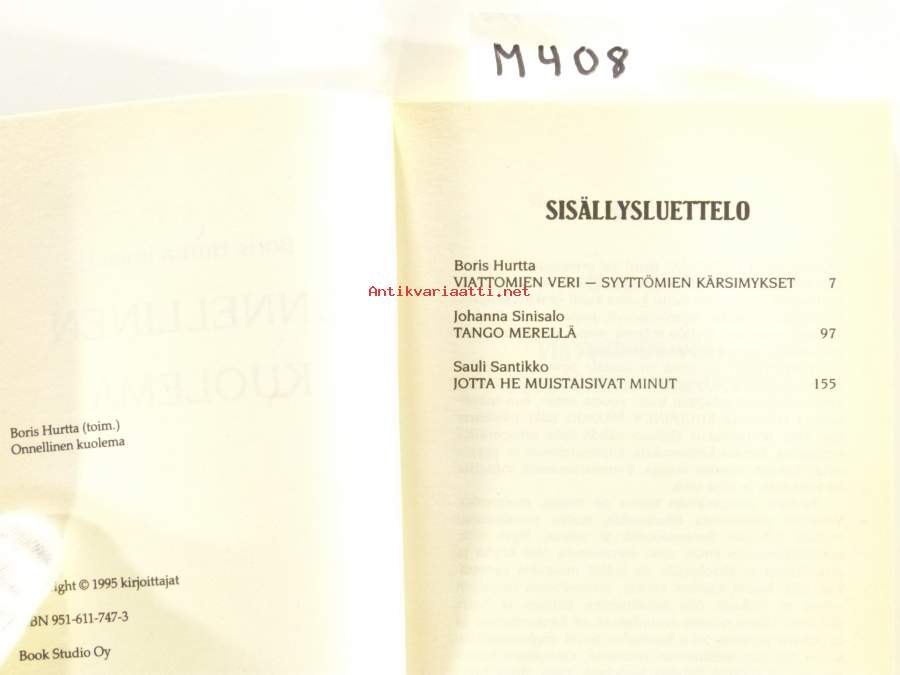 M408
Boris Hurtta (toim.)
Onnellinen kuolema
ight © 1995 kirjoittajat
BN 951-611-747-3
Book Studio Oy
SISÄLLYSLUETTELO
Boris Hurtta
VIATTOMIEN VERI — SYYTTÖMIEN KÄRSIMYKSET 7
Antikvariaatti.net
Johanna Sinisalo
TANGO MERELLÄ 97
Sauli Santikko
JOTTA HE MUISTAISIVAT MINUT 155